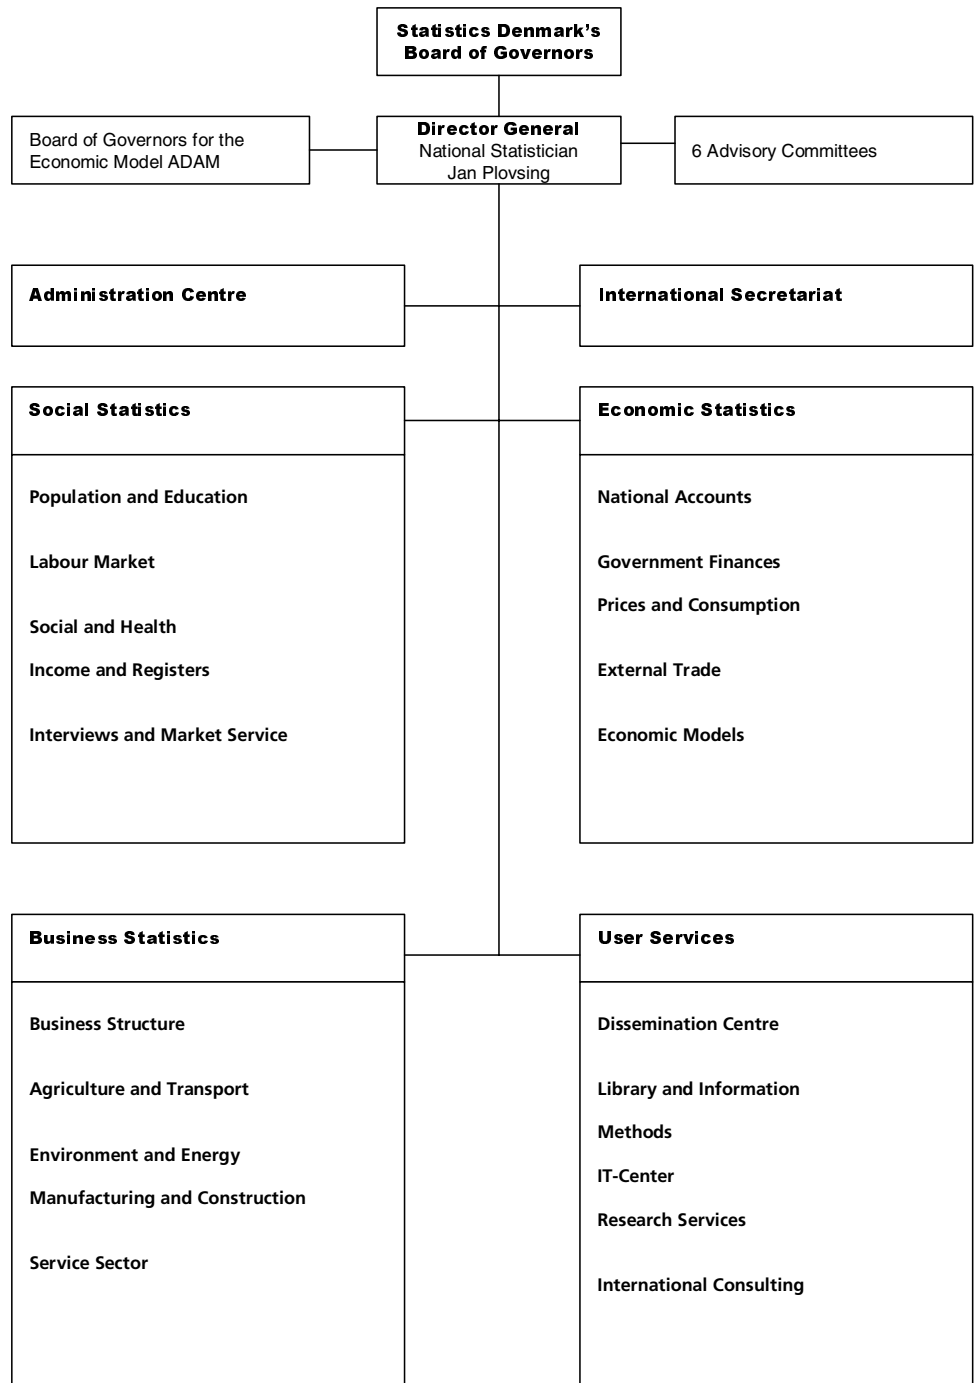 Statistics Denmark's
Board of Governors
Board of Governors for the
Economic Model ADAM
Director General
National Statistician
Jan Plovsing
6 Advisory Committees
Administration Centre
International Secretariat
Social Statistics
Population and Education
Labour Market
Social and Health
Income and Registers
Interviews and Market Service
Economic Statistics
National Accounts
Government Finances
Prices and Consumption
External Trade
Economic Models
Business Statistics
Business Structure
Agriculture and Transport
Environment and Energy
Manufacturing and Construction
Service Sector
User Services
Dissemination Centre
Library and Information
Methods
IT-Center
Research Services
International Consulting